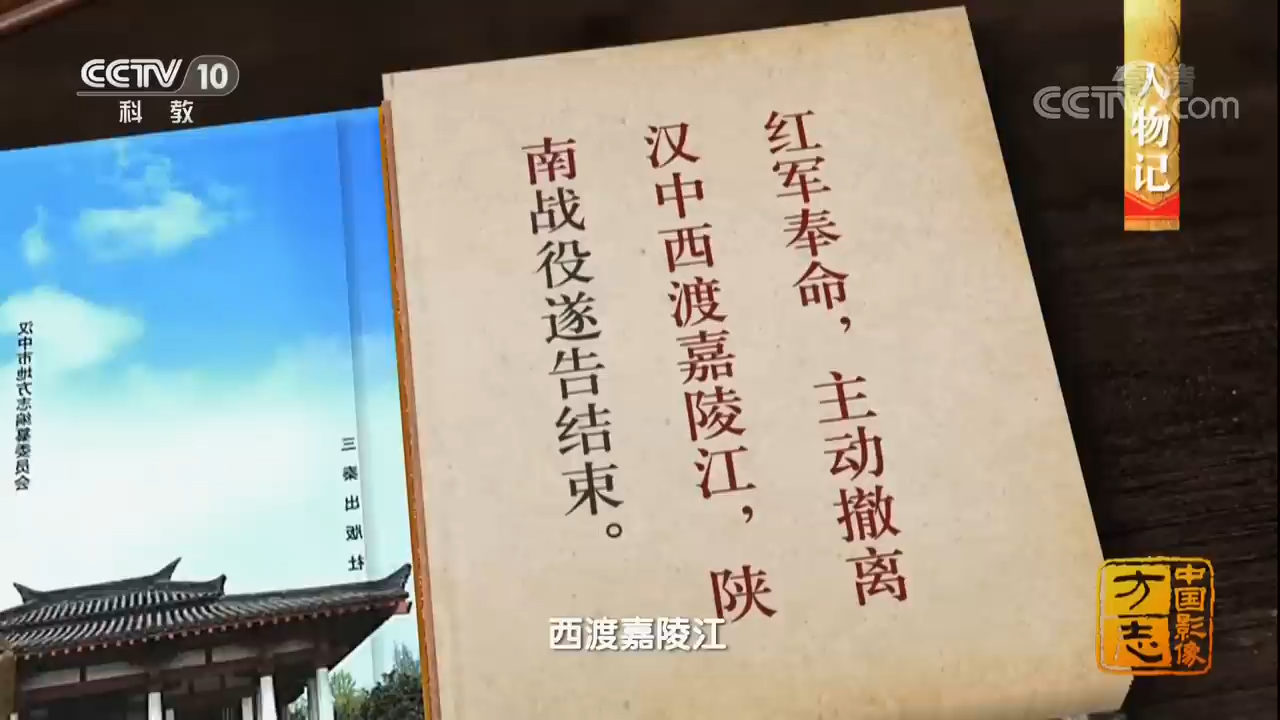 CCTV 10
科教
CCTV.com
人物记
红军奉命，主动撤离
汉中西渡嘉陵江，陕
南战役遂告结束。
汉中市地方志编纂委员会
三秦出版社
西渡嘉陵江
中国影像
方志